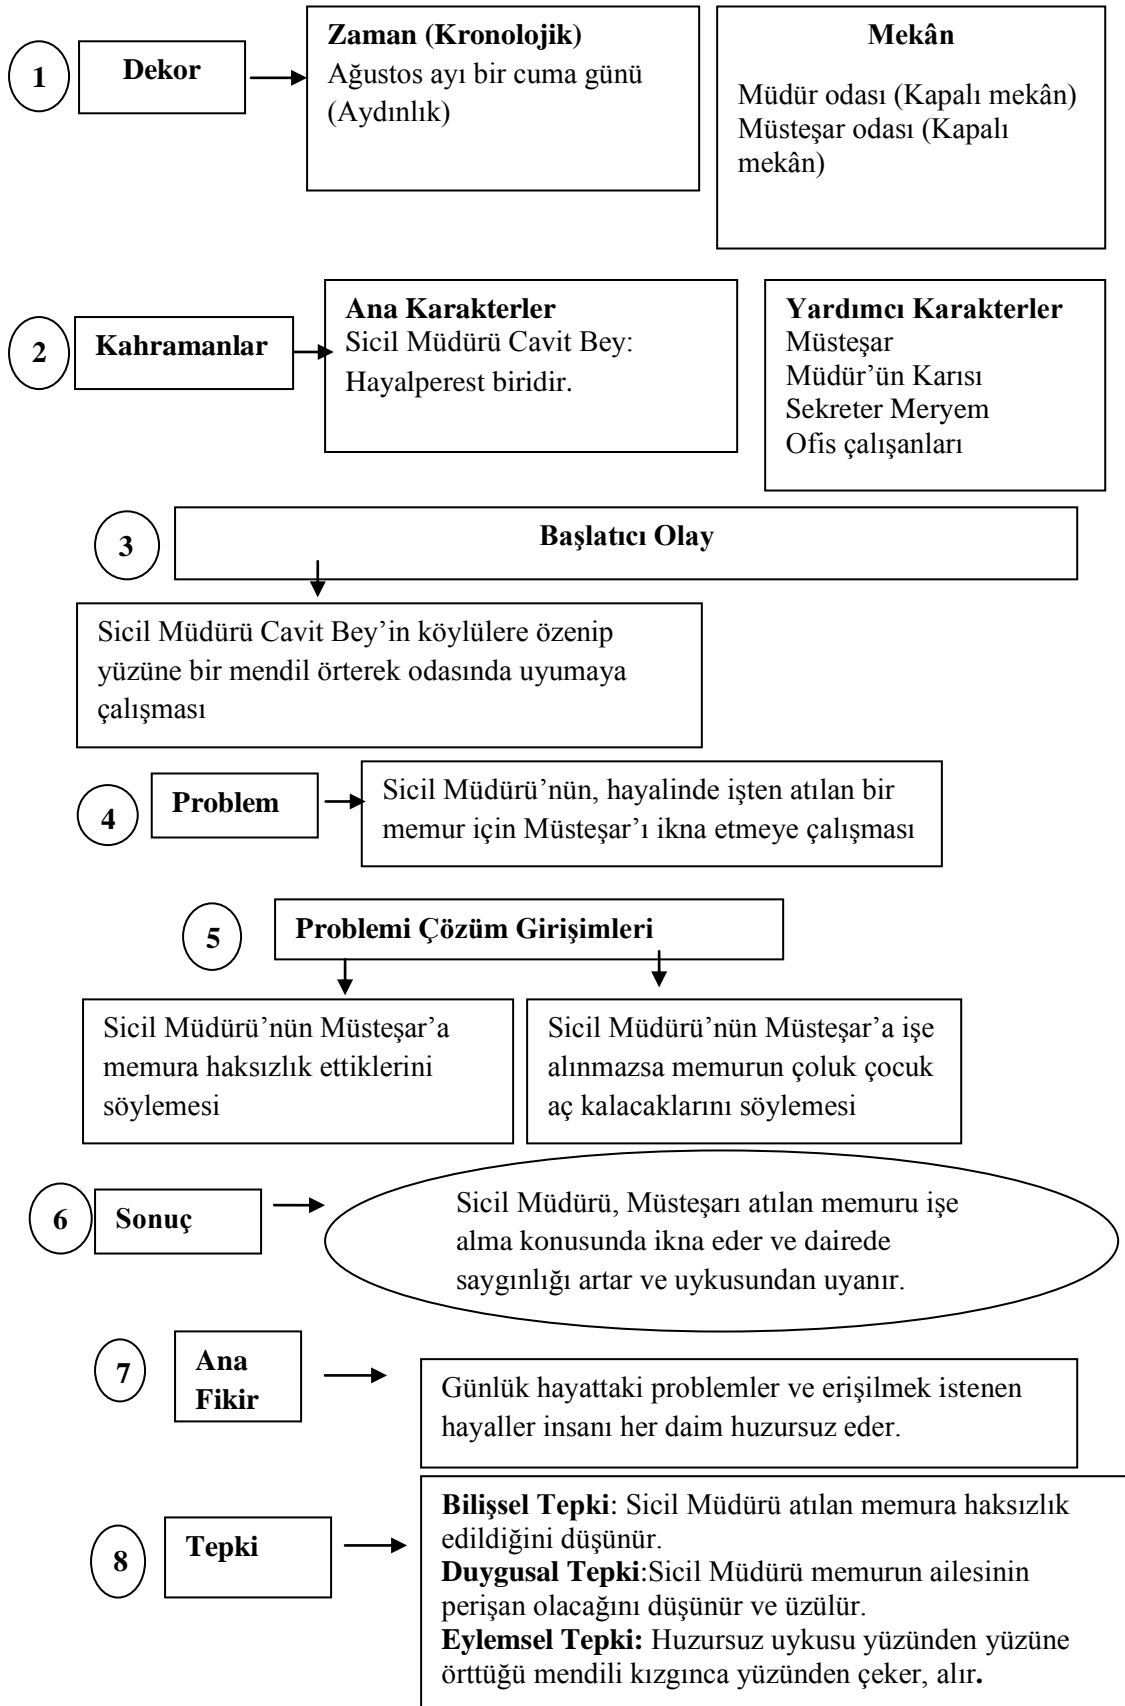 1
Dekor
Zaman (Kronolojik)
Ağustos ayı bir cuma günü
(Aydınlık)
Mekân
Müdür odası (Kapalı mekân)
Müsteşar odası (Kapalı
mekân)
2
Kahramanlar
Ana Karakterler
Sicil Müdürü Cavit Bey:
Hayalperest biridir.
Yardımcı Karakterler
Müsteşar
Müdür’ün Karısı
Sekreter Meryem
Ofis çalışanları
3
Başlatıcı Olay
Sicil Müdürü Cavit Bey’in köylülere özenip
yüzüne bir mendil örterek odasında uyumaya
çalışması
4
Problem
Sicil Müdürü’nün, hayalinde işten atılan bir
memur için Müsteşar’ı ikna etmeye çalışması
5
Problemi Çözüm Girişimleri
Sicil Müdürü’nün Müsteşar’a
memura haksızlık ettiklerini
söylemesi
Sicil Müdürü’nün Müsteşar’a işe
alınmazsa memurun çoluk çocuk
aç kalacaklarını söylemesi
6
Sonuç
Sicil Müdürü, Müsteşarı atılan memuru işe
alma konusunda ikna eder ve dairede
saygınlığı artar ve uykusundan uyanır.
7
Ana
Fikir
Günlük hayattaki problemler ve erişilmek istenen
hayaller insanı her daim huzursuz eder.
8
Tepki
Bilişsel Tepki: Sicil Müdürü atılan memura haksızlık
edildiğini düşünür.
Duygusal Tepki:Sicil Müdürü memurun ailesinin
perişan olacağını düşünür ve üzülür.
Eylemsel Tepki: Huzursuz uykusu yüzünden yüzüne
örttüğü mendili kızgınca yüzünden çeker, alır.